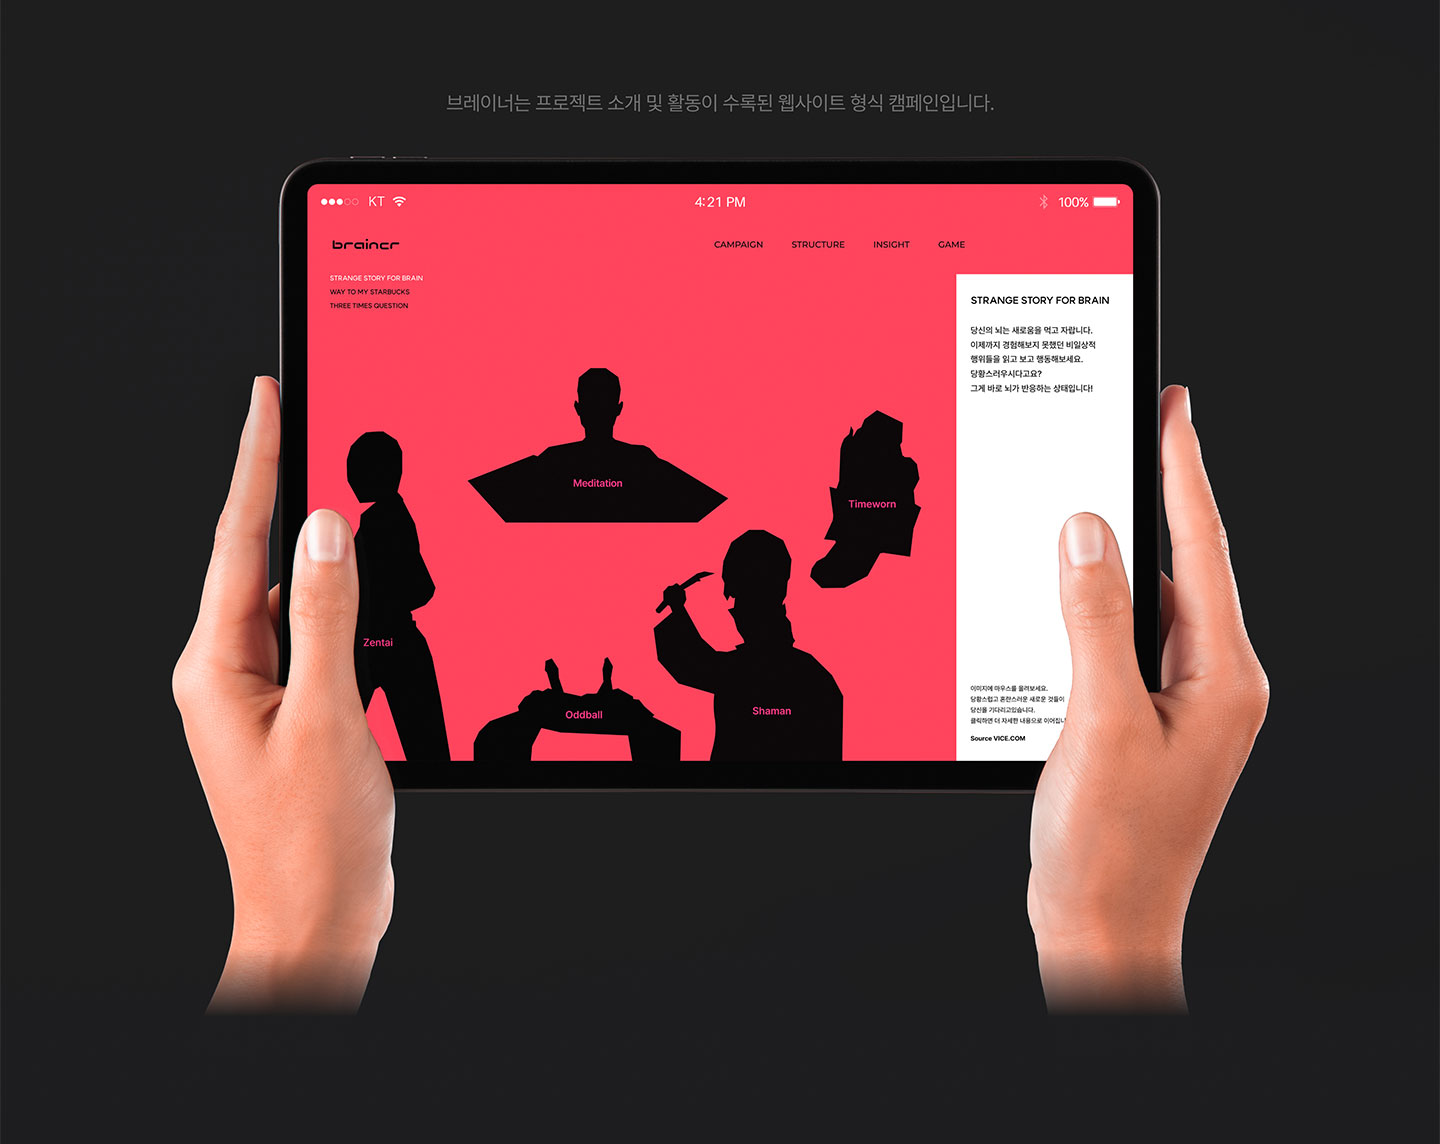 브레이너는 프로젝트 소개 및 활동이 수록된 웹사이트 형식 캠페인입니다.
KT
4:21 PM
100%
brainer
CAMPAIGN
STRUCTURE
INSIGHT
GAME
STRANGE STORY FOR BRAIN
WAY TO MY STARBUCKS
THREE TIMES QUESTION
STRANGE STORY FOR BRAIN
당신의 뇌는 새로움을 먹고 자랍니다.
이제까지 경험해보지 못했던 비일상적
행위들을 읽고 보고 행동해보세요.
당황스러우시다고요?
그게 바로 뇌가 반응하는 상태입니다!
Meditation
Timeworn
Zentai
Oddball
Shaman
이미지에 마우스를 올려보세요.
당황스럽고 혼란스러운 새로운 것들이
당신을 기다리고있습니다.
클릭하면 더 자세한 내용으로
Source VICE.COM